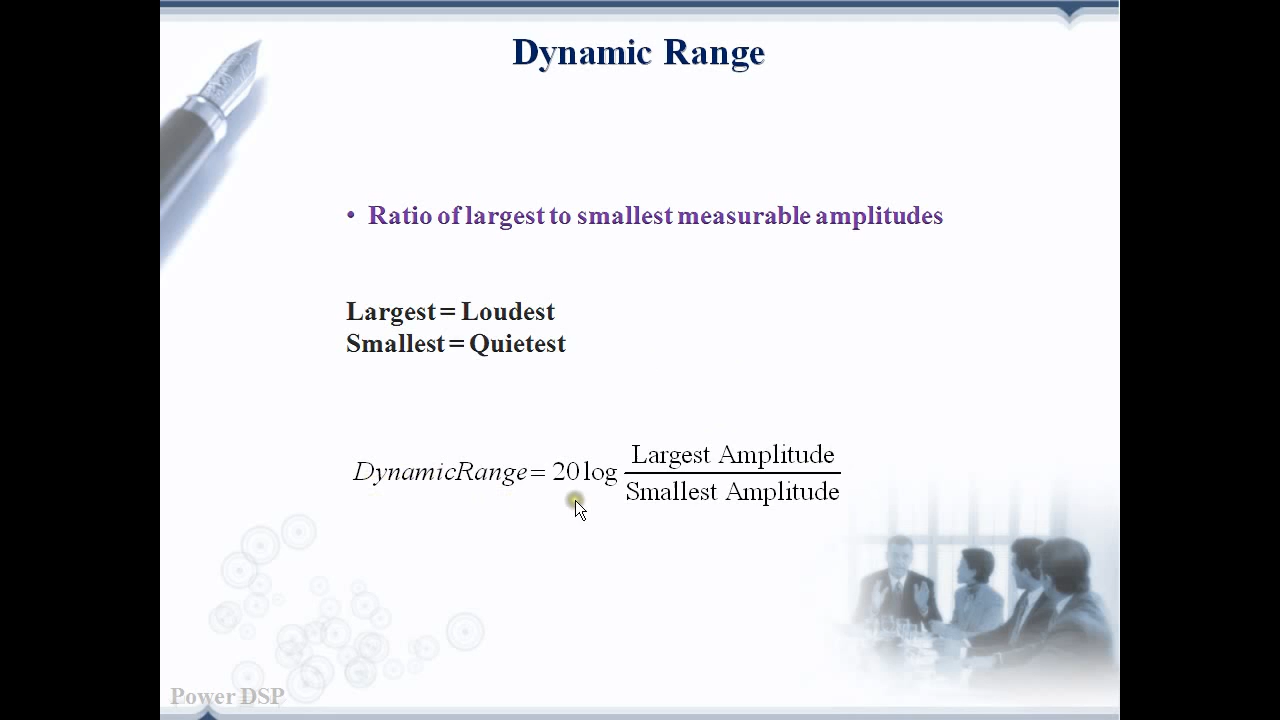 Dynamic Range
• Ratio of largest to smallest measurable amplitudes
Largest = Loudest
Smallest = Quietest
DynamicRange = 20 log Largest Amplitude / Smallest Amplitude
Power DSP